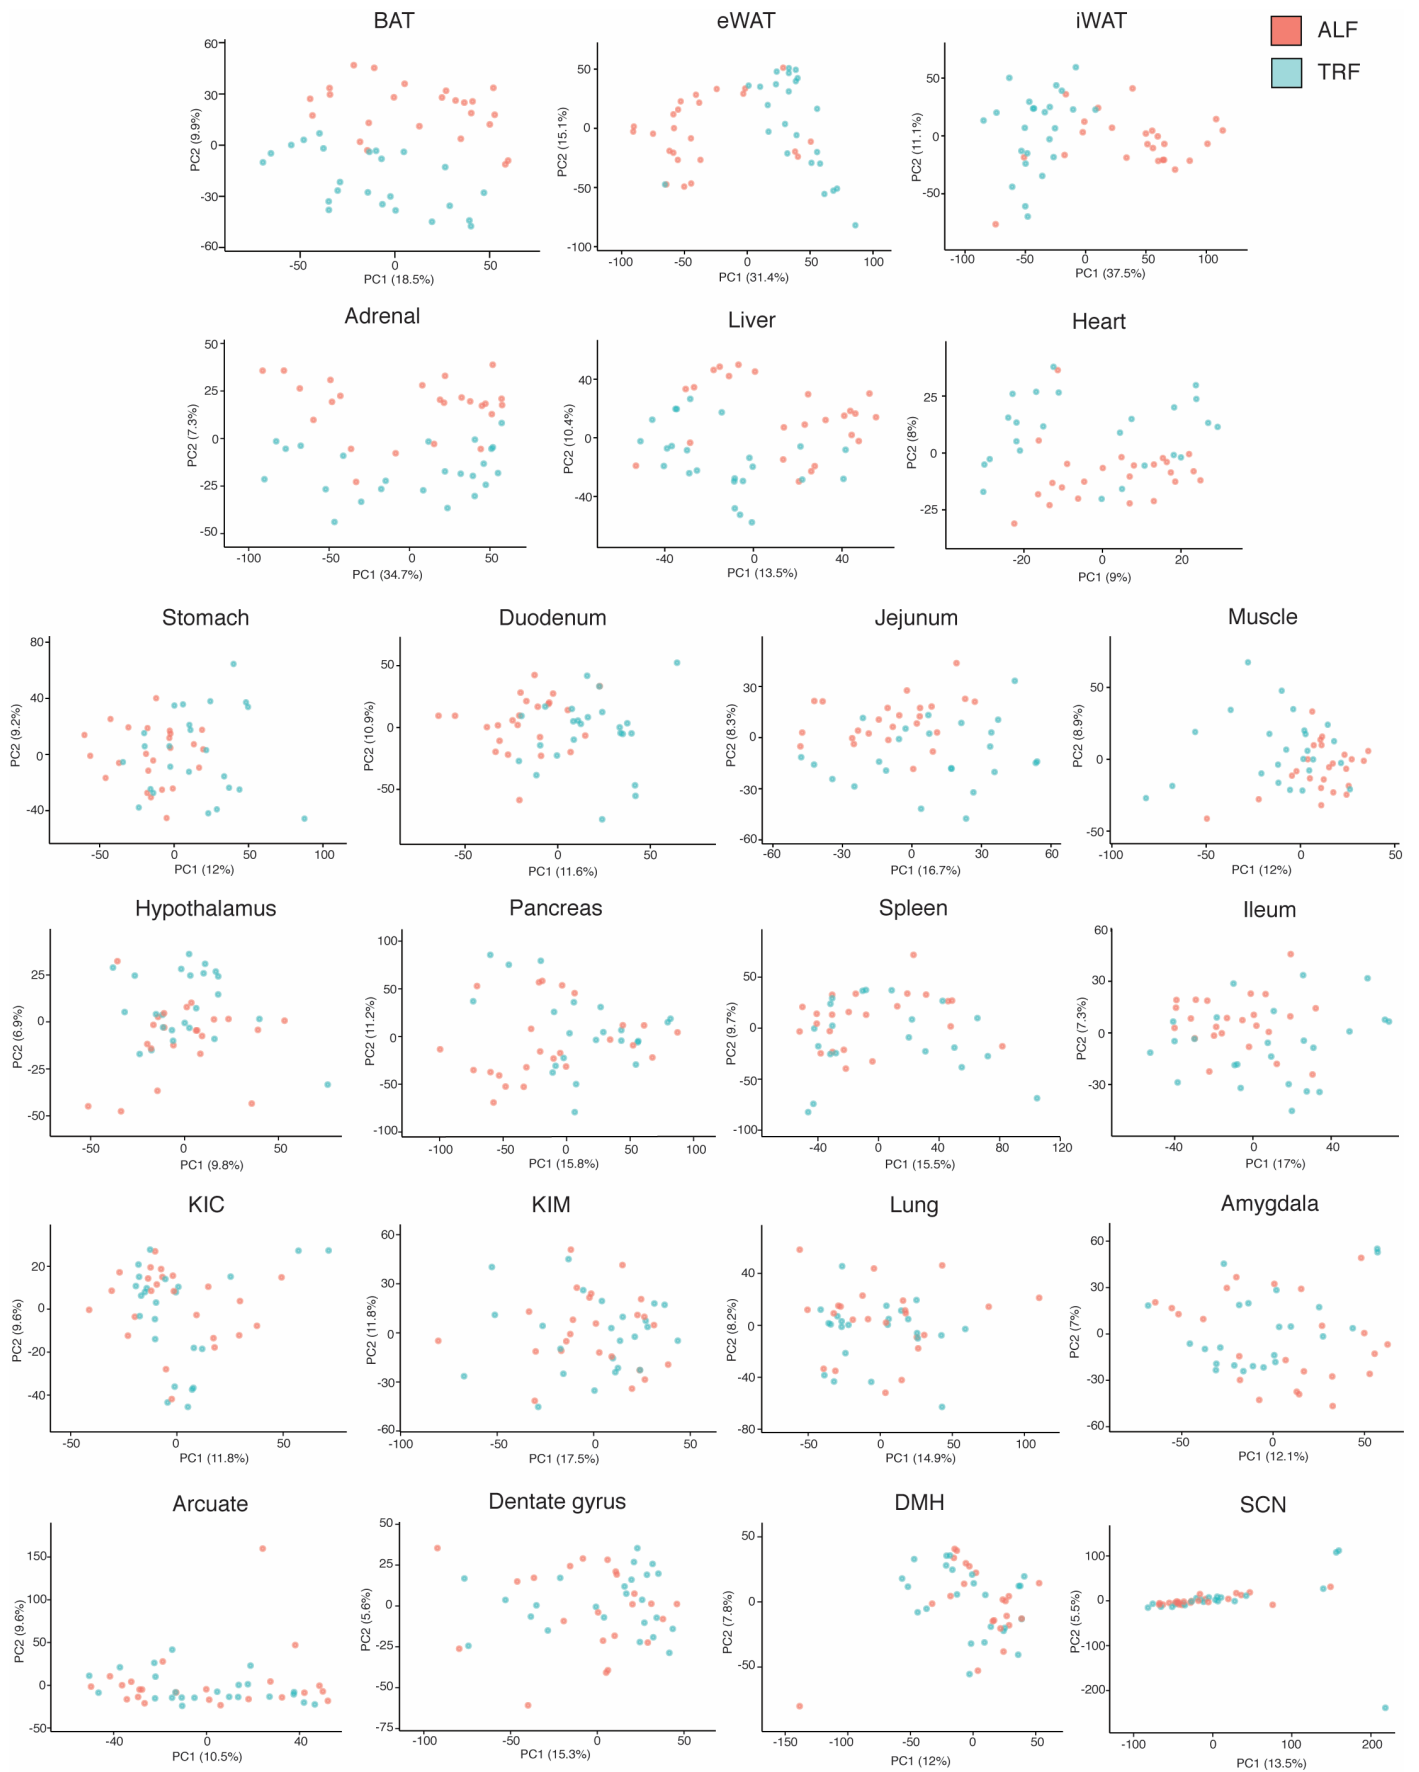 BAT
eWAT
iWAT
ALF
TRF
60
30
0
-30
-60
PC2 (9.9%)
-50
0
50
PC1 (18.5%)
50
0
-50
-100
PC2 (15.1%)
-100
-50
0
50
100
PC1 (31.4%)
50
0
-50
PC2 (11.1%)
-100
-50
0
50
100
PC1 (37.5%)
Adrenal
Liver
Heart
50
25
0
-25
-50
PC2 (7.3%)
-100
-50
0
50
PC1 (34.7%)
40
0
-40
PC2 (10.4%)
-40
0
40
PC1 (13.5%)
25
0
-25
PC2 (8%)
-20
0
20
PC1 (9%)
Stomach
Duodenum
Jejunum
Muscle
80
40
0
-40
PC2 (9.2%)
-50
0
50
100
PC1 (12%)
50
0
-50
PC2 (10.9%)
-50
0
50
PC1 (11.6%)
30
0
-30
-60
PC2 (8.3%)
-60
-30
0
30
60
PC1 (16.7%)
50
0
-50
PC2 (8.9%)
-100
-50
0
50
PC1 (12%)
Hypothalamus
Pancreas
Spleen
Ileum
25
0
-25
-50
PC2 (6.9%)
-50
0
50
PC1 (9.8%)
100
50
0
-50
-100
PC2 (11.2%)
-100
-50
0
50
100
PC1 (15.8%)
50
0
-50
-100
PC2 (9.7%)
-40
0
40
80
120
PC1 (15.5%)
60
30
0
-30
PC2 (7.3%)
-40
0
40
PC1 (17%)
KIC
KIM
Lung
Amygdala
20
0
-20
-40
PC2 (9.6%)
-50
0
50
PC1 (11.8%)
60
30
0
-30
-60
PC2 (11.8%)
-100
-50
0
50
PC1 (17.5%)
40
0
-40
-80
PC2 (8.2%)
-50
0
50
100
PC1 (14.9%)
60
30
0
-30
-60
PC2 (7%)
-50
0
50
PC1 (12.1%)
Arcuate
Dentate gyrus
DMH
SCN
150
100
50
0
-50
PC2 (9.6%)
-40
0
40
PC1 (10.5%)
50
25
0
-25
-50
-75
PC2 (5.6%)
-100
-50
0
50
PC1 (15.3%)
50
0
-50
PC2 (7.8%)
-150
-100
-50
0
50
PC1 (12%)
100
0
-100
-200
PC2 (5.5%)
-100
0
100
200
PC1 (13.5%)